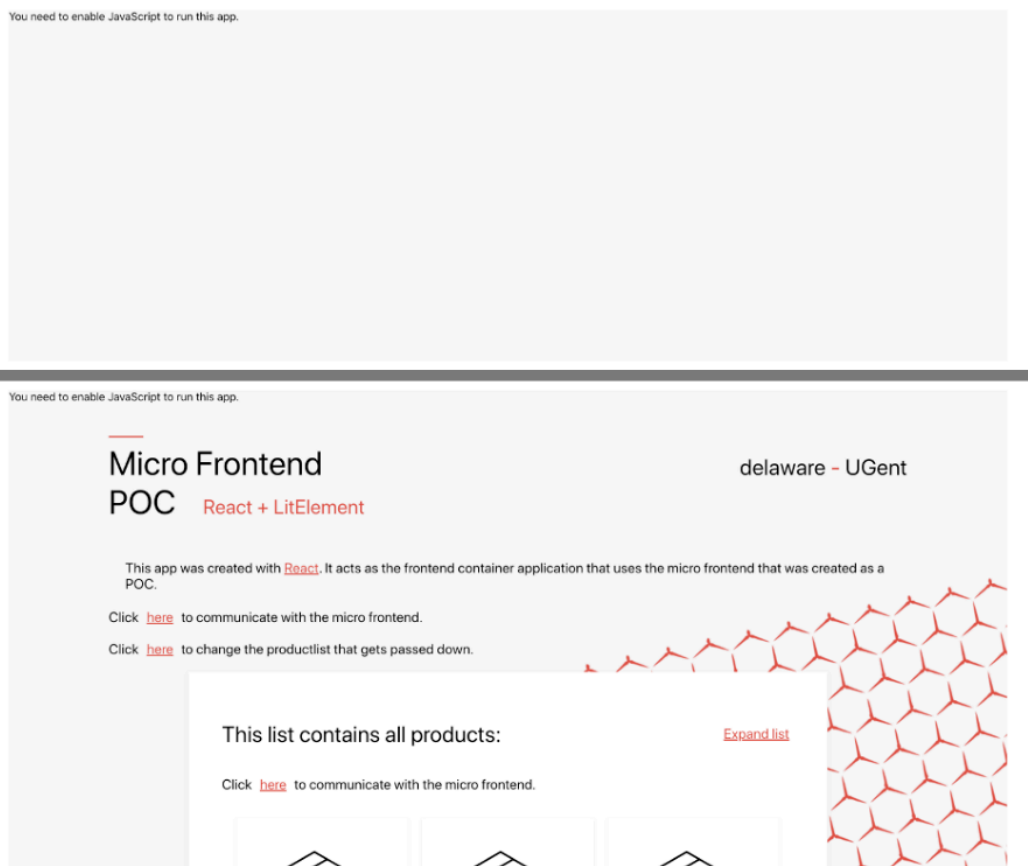 You need to enable JavaScript to run this app.
You need to enable JavaScript to run this app.
Micro Frontend
POC React + LitElement
delaware - UGent
This app was created with React. It acts as the frontend container application that uses the micro frontend that was created as a
POC.
Click here to communicate with the micro frontend.
Click here to change the productlist that gets passed down.
This list contains all products:
Expand list
Click here to communicate with the micro frontend.